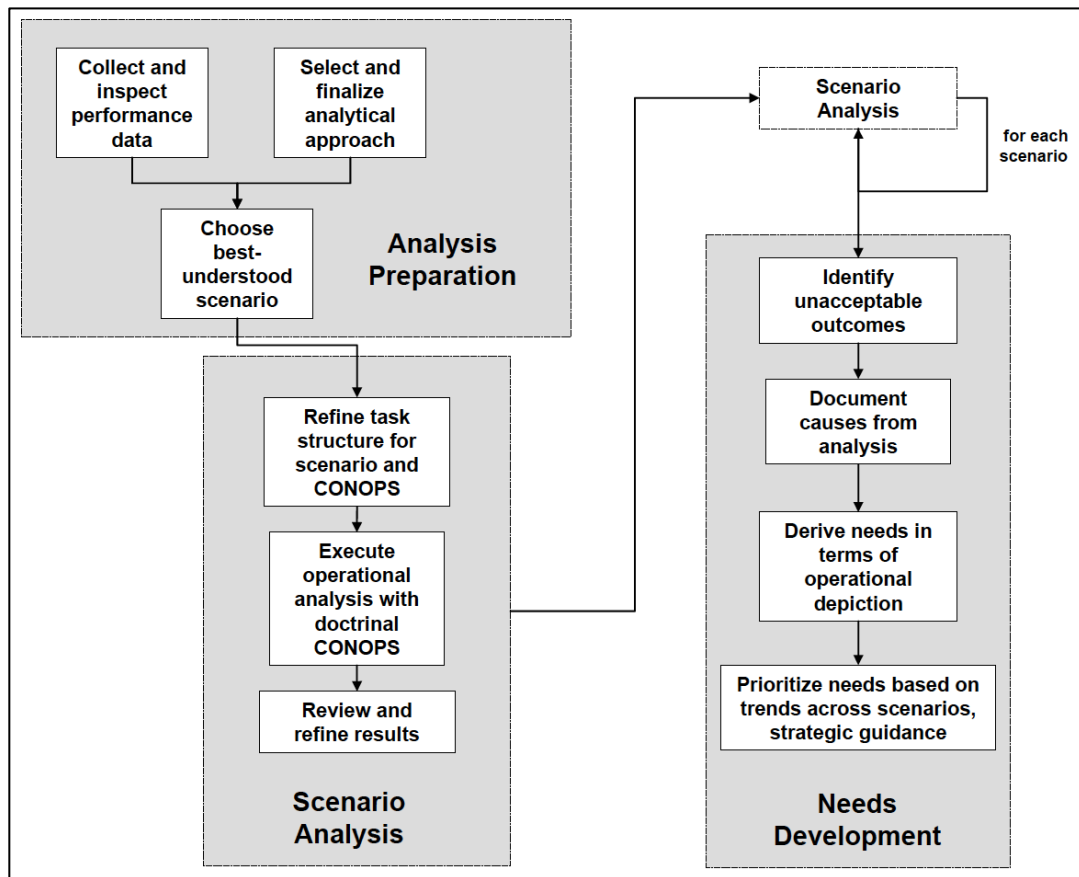 Collect and
inspect
performance
data
Select and
finalize
analytical
approach
Choose
best-
understood
scenario
Analysis
Preparation
Refine task
structure for
scenario and
CONOPS
Execute
operational
analysis with
doctrinal
CONOPS
Review and
refine results
Scenario
Analysis
Scenario
Analysis
for each
scenario
Identify
unacceptable
outcomes
Document
causes from
analysis
Derive needs in
terms of
operational
depiction
Prioritize needs based on
trends across scenarios,
strategic guidance
Needs
Development